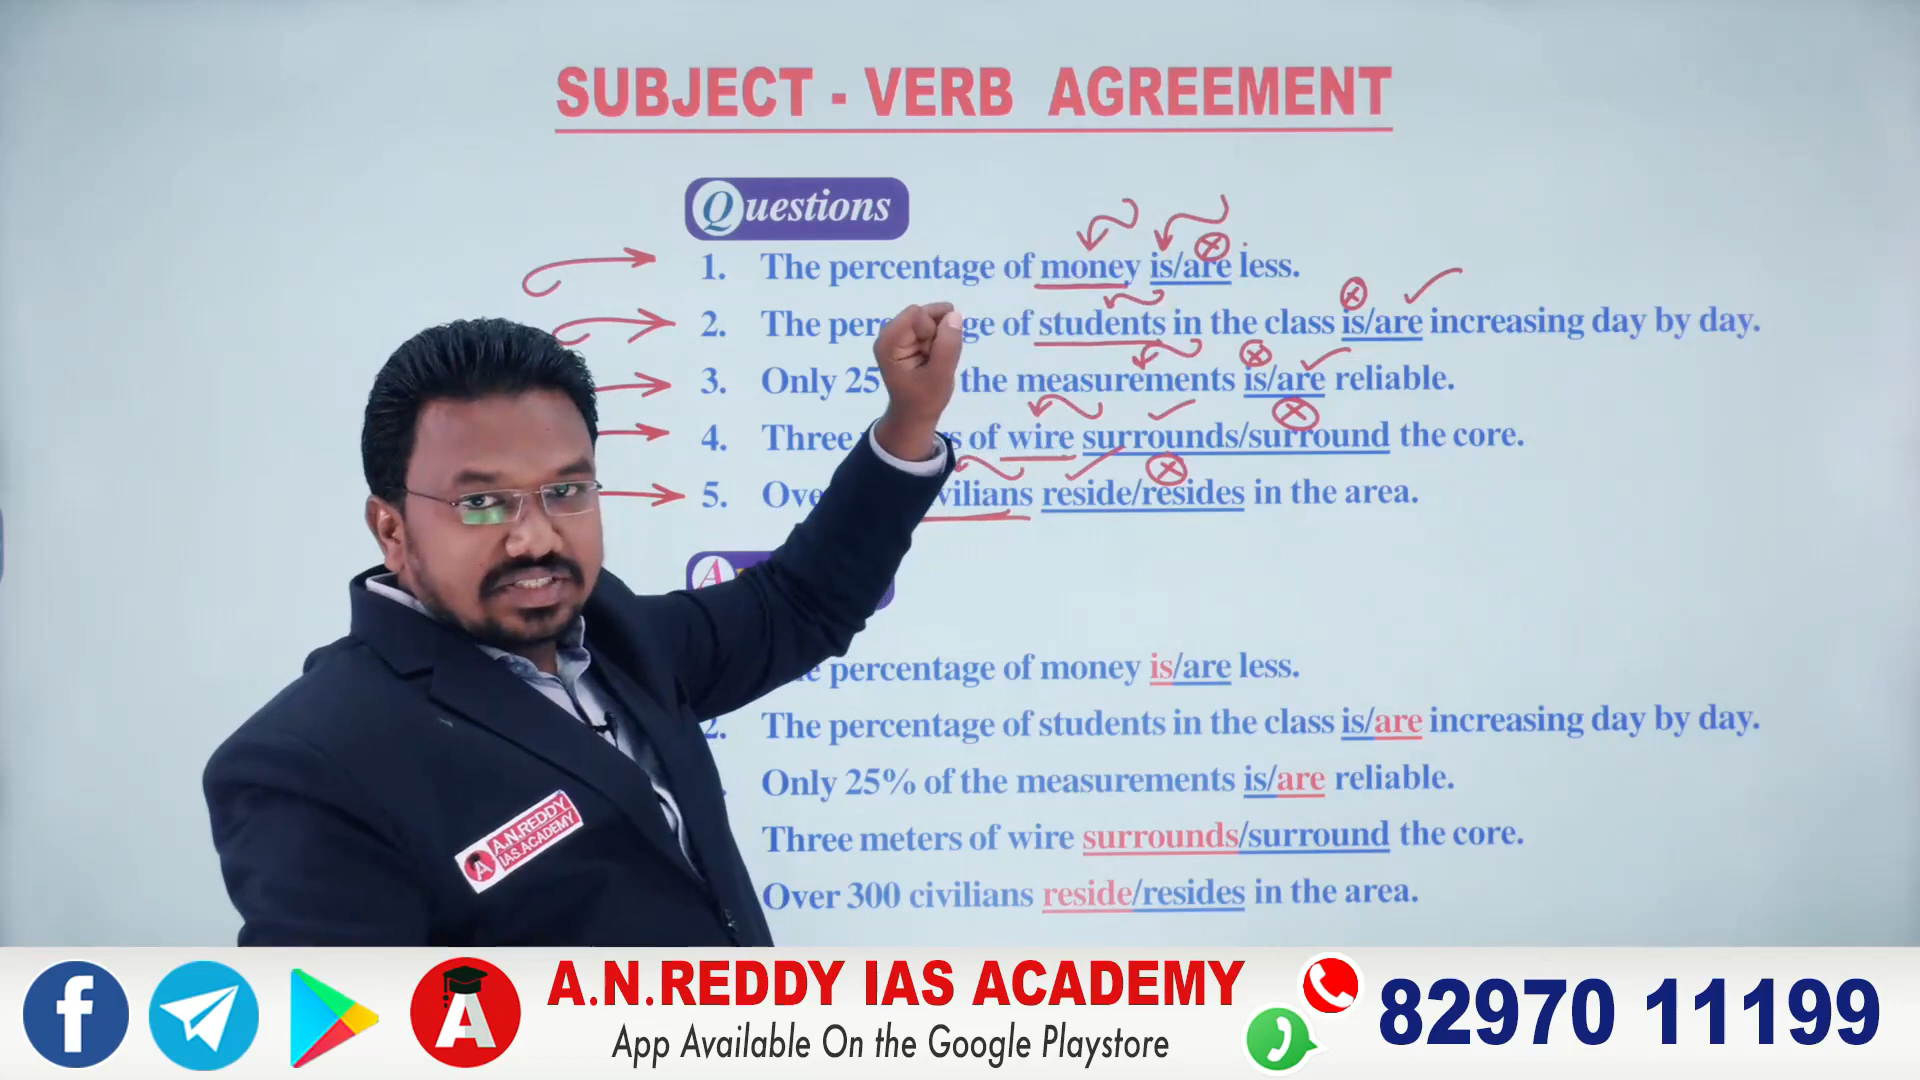 SUBJECT - VERB AGREEMENT
Questions
1. The percentage of money is/are less.
2. The ge of students in the class is/are increasing day by day.
3. Only 25 the measurements is/are reliable.
4. Three of wire surrounds/surround the core.
5. reside/resides in the area.
percentage of money is/are less.
2. The percentage of students in the class is/are increasing day by day.
Only 25% of the measurements is/are reliable.
Three meters of wire surrounds/surround the core.
Over 300 civilians reside/resides in the area.
A.N.REDDY
IAS ACADEMY
A.N.REDDY IAS ACADEMY
App Available On the Google Playstore
82970 11199